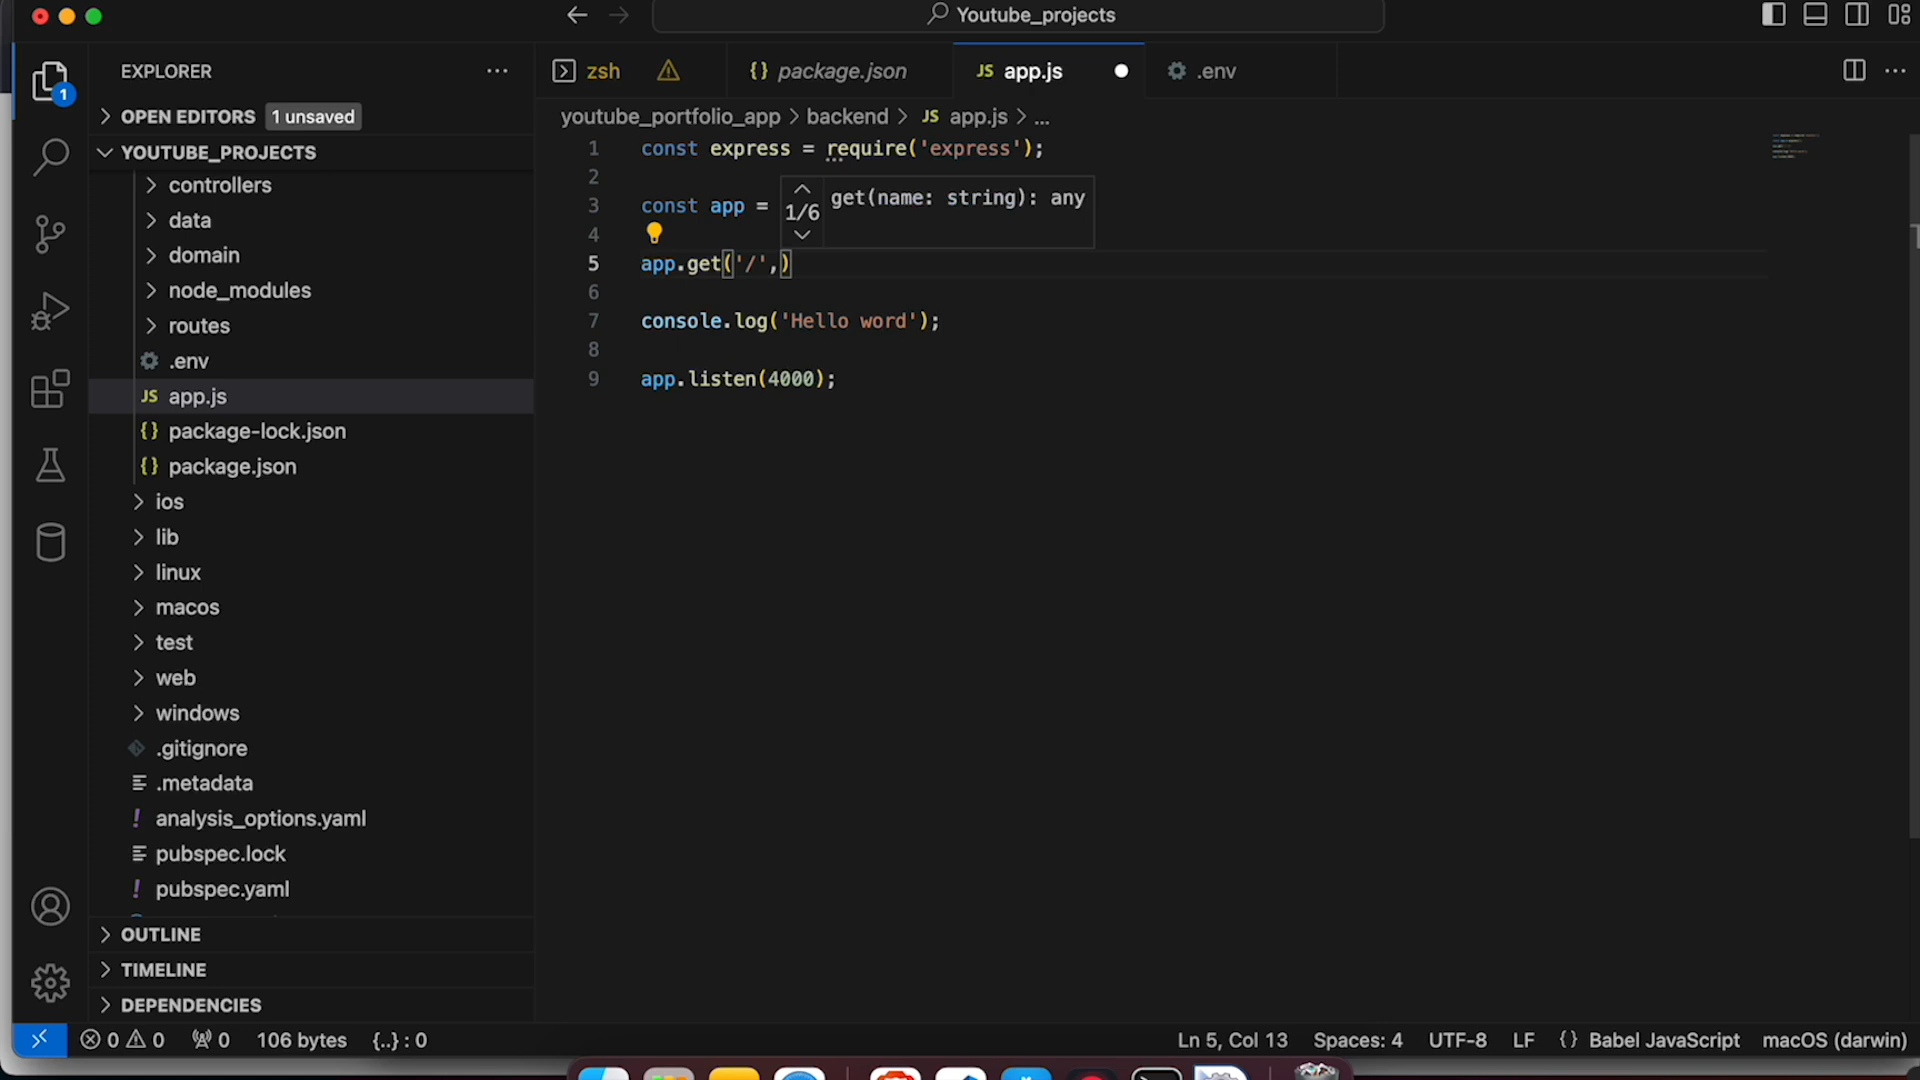 Youtube_projects
EXPLORER
zsh
{} package.json
JS app.js
.env
OPEN EDITORS 1 unsaved
youtube_portfolio_app > backend > JS app.js > ...
YOUTUBE_PROJECTS
1
controllers
data
domain
node_modules
routes
.env
JS app.js
{} package-lock.json
{} package.json
ios
lib
linux
macos
test
web
windows
.gitignore
.metadata
! analysis_options.yaml
pubspec.lock
! pubspec.yaml
OUTLINE
TIMELINE
DEPENDENCIES
1 const express = require('express');
2
3 const app =
1/6 get(name: string): any
4
5 app.get('/',)
6
7 console.log('Hello word');
8
9 app.listen(4000);
0 0 0 106 bytes {..} : 0
Ln 5, Col 13 Spaces: 4 UTF-8 LF {} Babel JavaScript macOS (darwin)